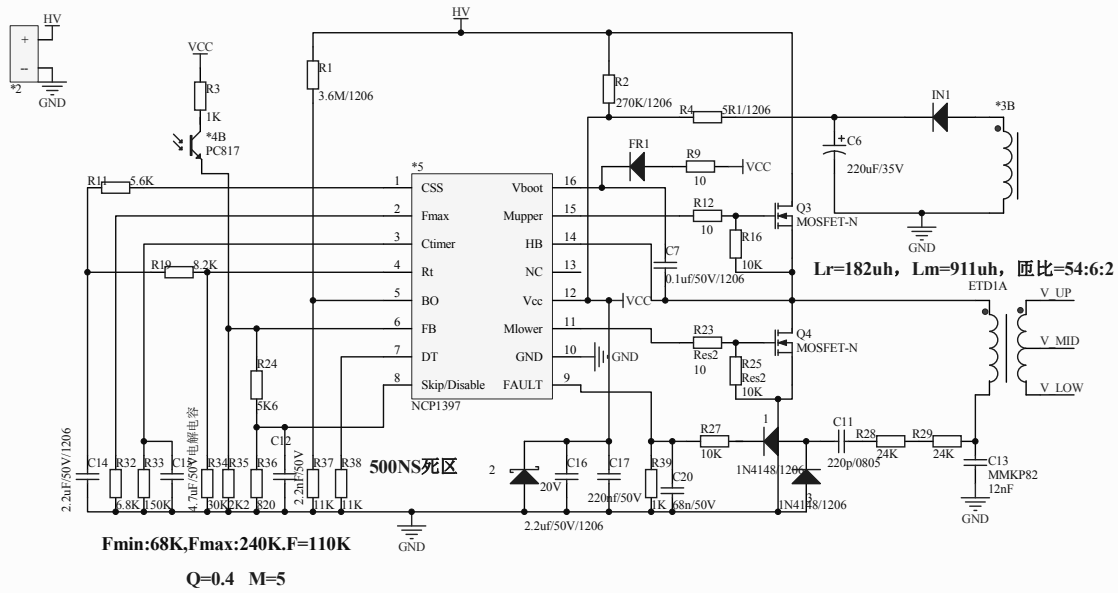 HV
+
--
*2
GND
HV
VCC
R3
1K
*4B
PC817
R1
3.6M/1206
R2
270K/1206
R4
5R1/1206
IN1
*3B
C6
+
220uF/35V
GND
FR1
R9
10
VCC
R11
5.6K
*5
1
CSS
2
Fmax
3
Ctimer
4
Rt
5
BO
6
FB
7
DT
8
Skip/Disable
Vboot
16
Mupper
15
HB
14
NC
13
Vcc
12
Mlower
11
GND
10
FAULT
9
NCP1397
R12
10
Q3
MOSFET-N
R16
10K
C7
0.1uf/50V/1206
VCC
GND
R19
8.2K
Lr=182uh，Lm=911uh，匝比=54:6:2
ETD1A
V_UP
V_MID
V_LOW
R23
Res2
10
Q4
MOSFET-N
R25
Res2
10K
R24
5K6
C12
2.2nF/50V
500NS死区
2.2uF/50V/1206
C14
R32
6.8K
R33
150K
4.7uF/50V电解电容
R34
30K
R35
2K2
R36
820
R37
11K
R38
11K
2
20V
C16
2.2uf/50V/1206
C17
220nf/50V
R39
1K
C20
68n/50V
R27
10K
1
1N4148/1206
3
1N4148/1206
C11
220p/0805
R28
24K
R29
24K
C13
MMKP82
12nF
GND
GND
Fmin:68K,Fmax:240K.F=110K
Q=0.4 M=5